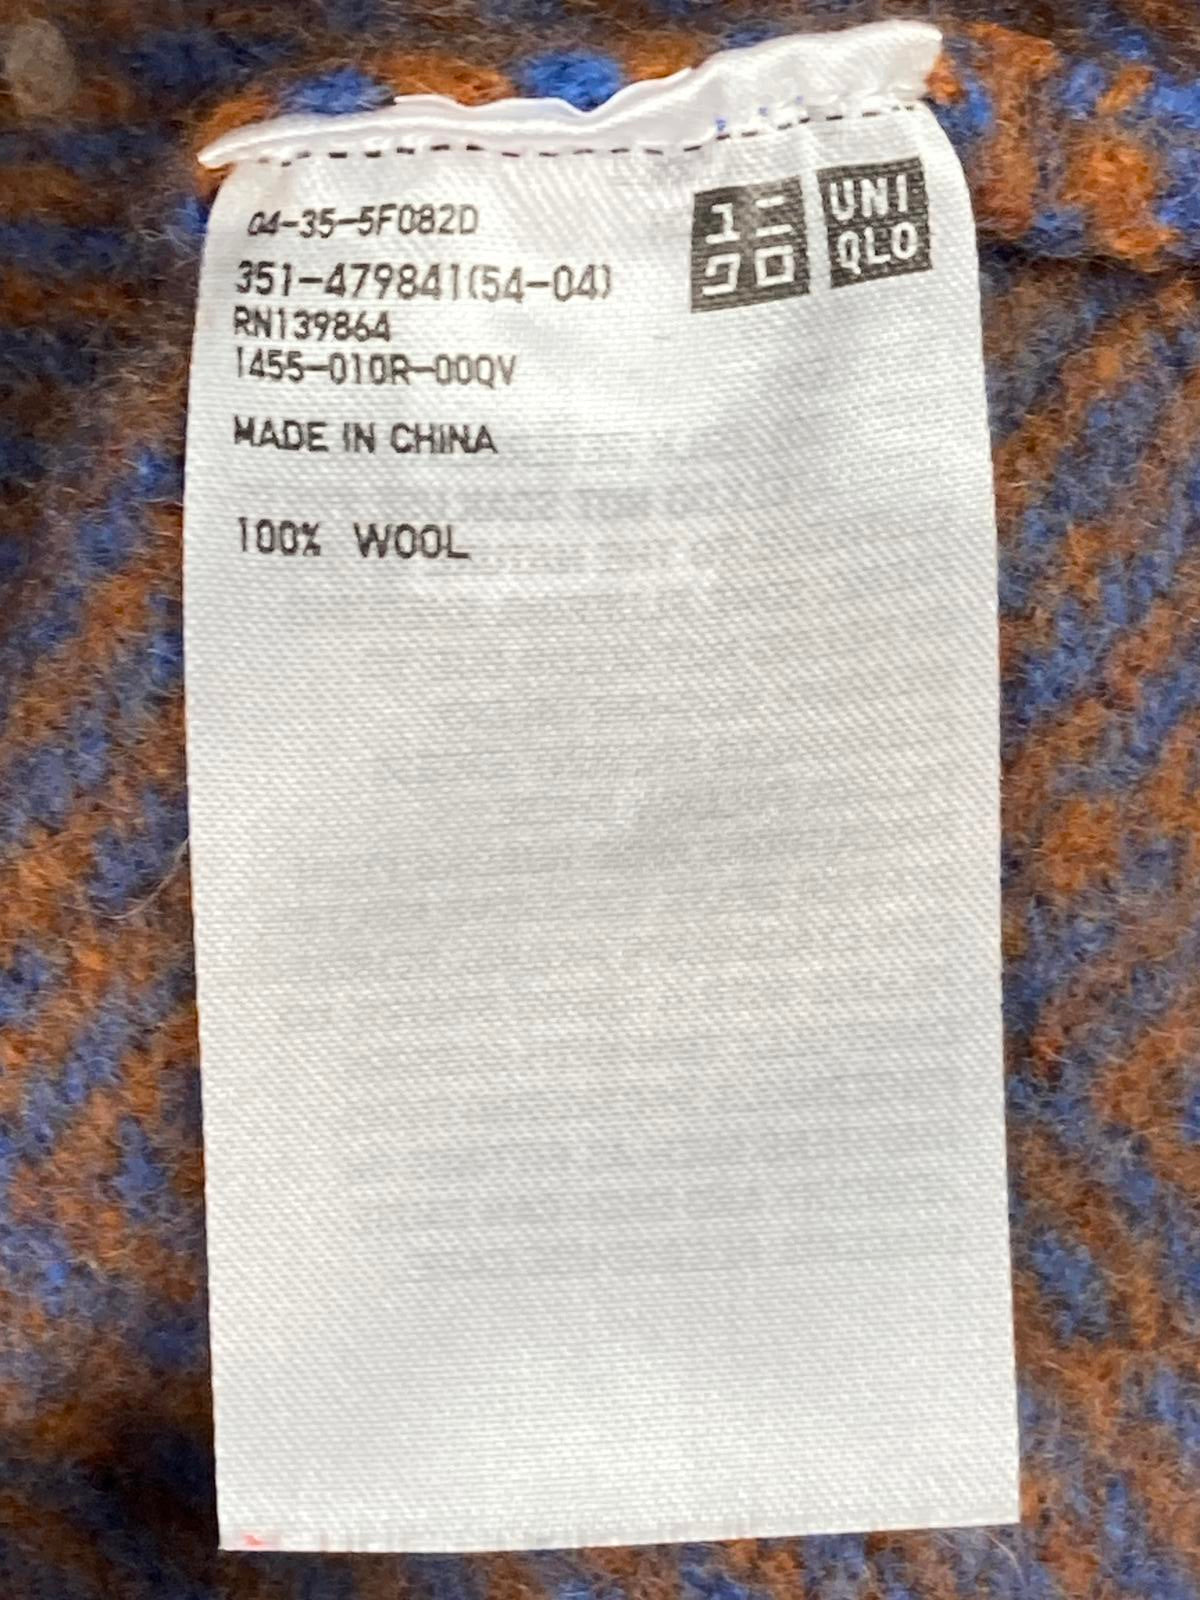 04-35-5F082D
351-479841(54-04)
RN139864
1455-010R-00QV
MADE IN CHINA
100% WOOL
ユニ
クロ
UNI
QLO